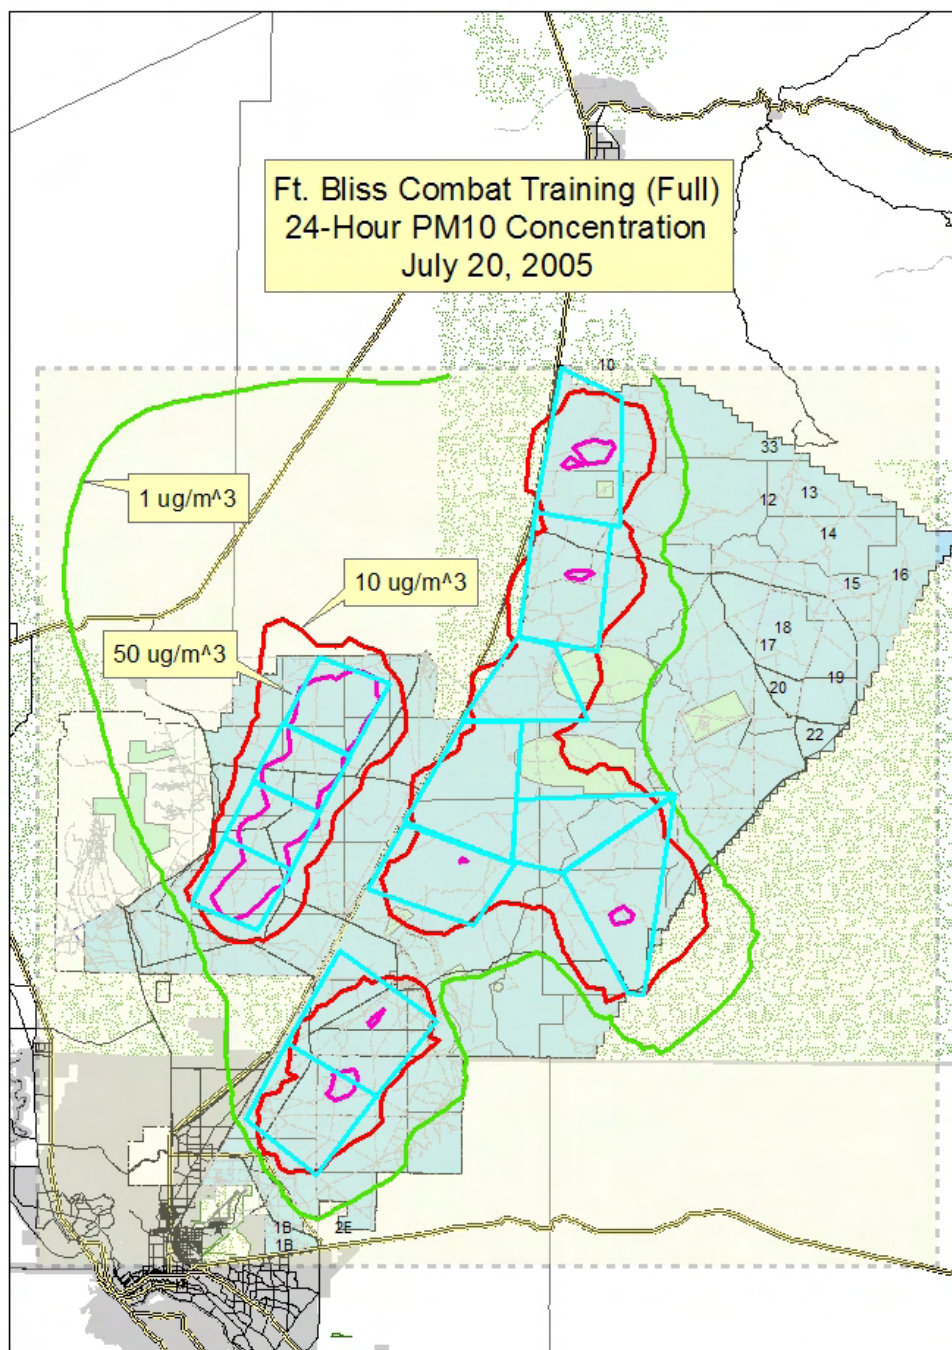 Ft. Bliss Combat Training (Full)
24-Hour PM10 Concentration
July 20, 2005
10
33
12
13
14
15
16
1 ug/m^3
10 ug/m^3
50 ug/m^3
18
17
19
20
22
1B
2E
1B